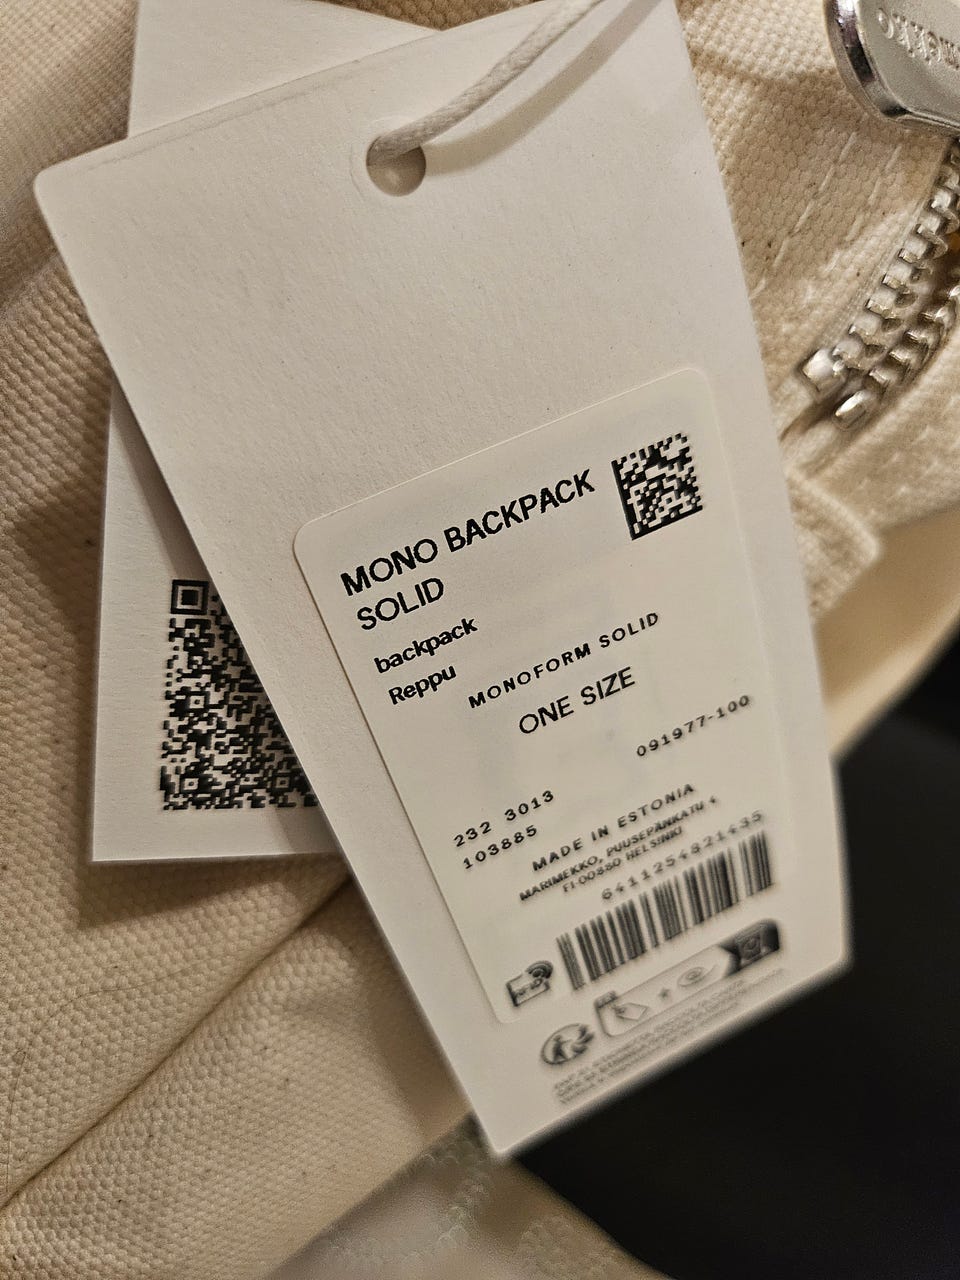 MONO BACKPACK
SOLID
backpack
Reppu
MONOFORM SOLID
ONE SIZE
091977-100
232 3013
103885
MADE IN ESTONIA
MARIMEKKO, PUUSEPÄNKATU 4
FI-00880 HELSINKI
6411254821435